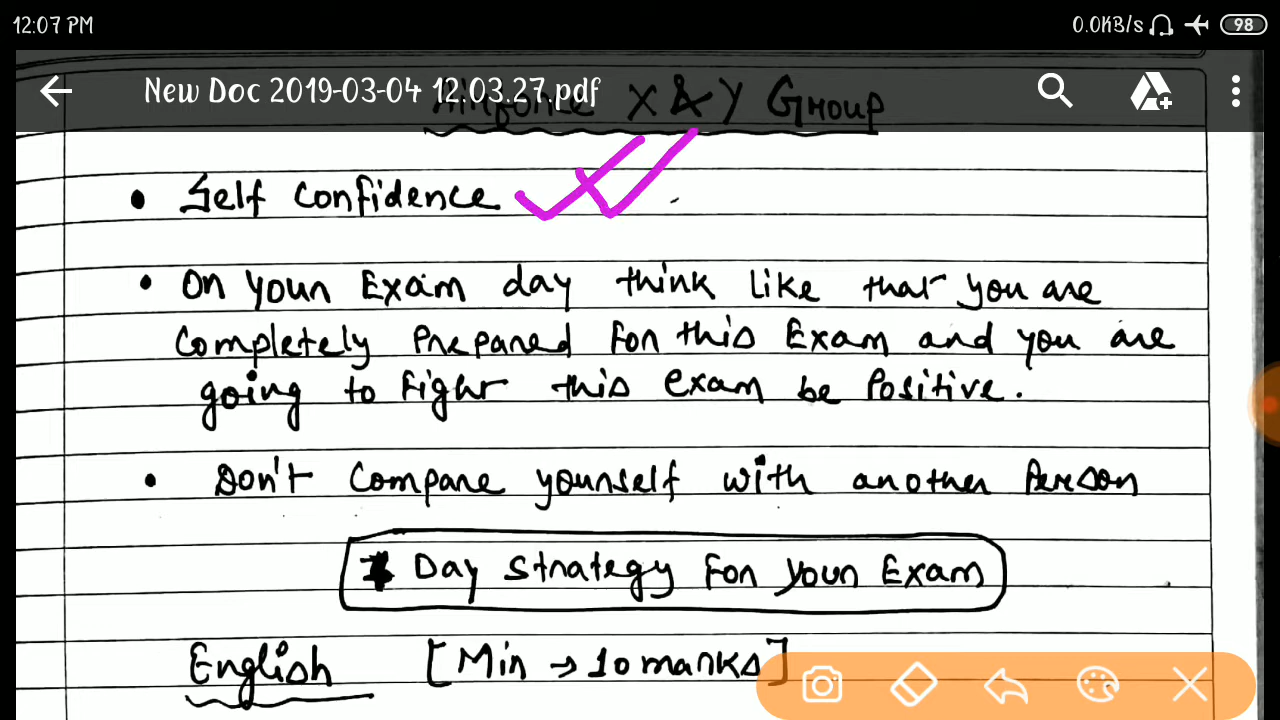 12:07 PM
0.0KB/s 98
New Doc 2019-03-04 12.03.27.pdf
Airforce X & Y Group
• Self Confidence
• On your Exam day think like that you are
Completely Prepared for this Exam and you are
going to Fight this exam be Positive.
• Don't Compare yourself with another Person
Day Strategy For your Exam
English [Min → 10 marks]